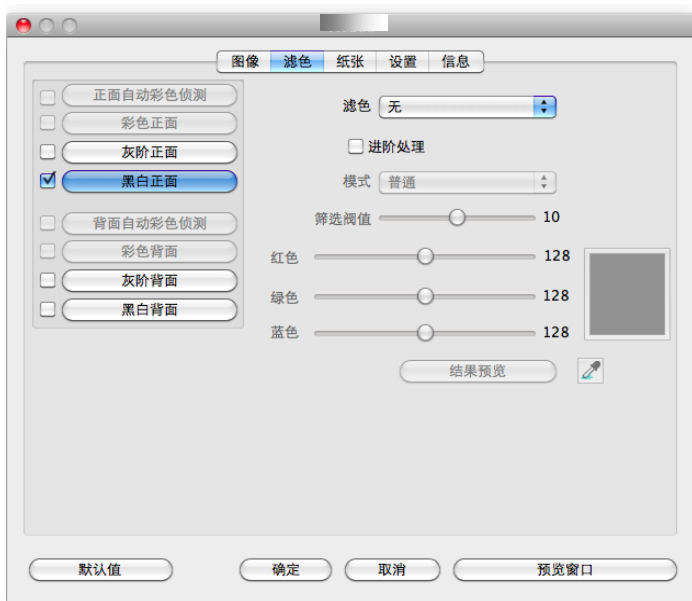 图像 滤色 纸张 设置 信息
正面自动彩色侦测
彩色正面
灰阶正面
黑白正面
背面自动彩色侦测
彩色背面
灰阶背面
黑白背面
滤色 无
进阶处理
模式 普通
筛选阀值 10
红色 128
绿色 128
蓝色 128
结果预览
默认值 确定 取消 预览窗口